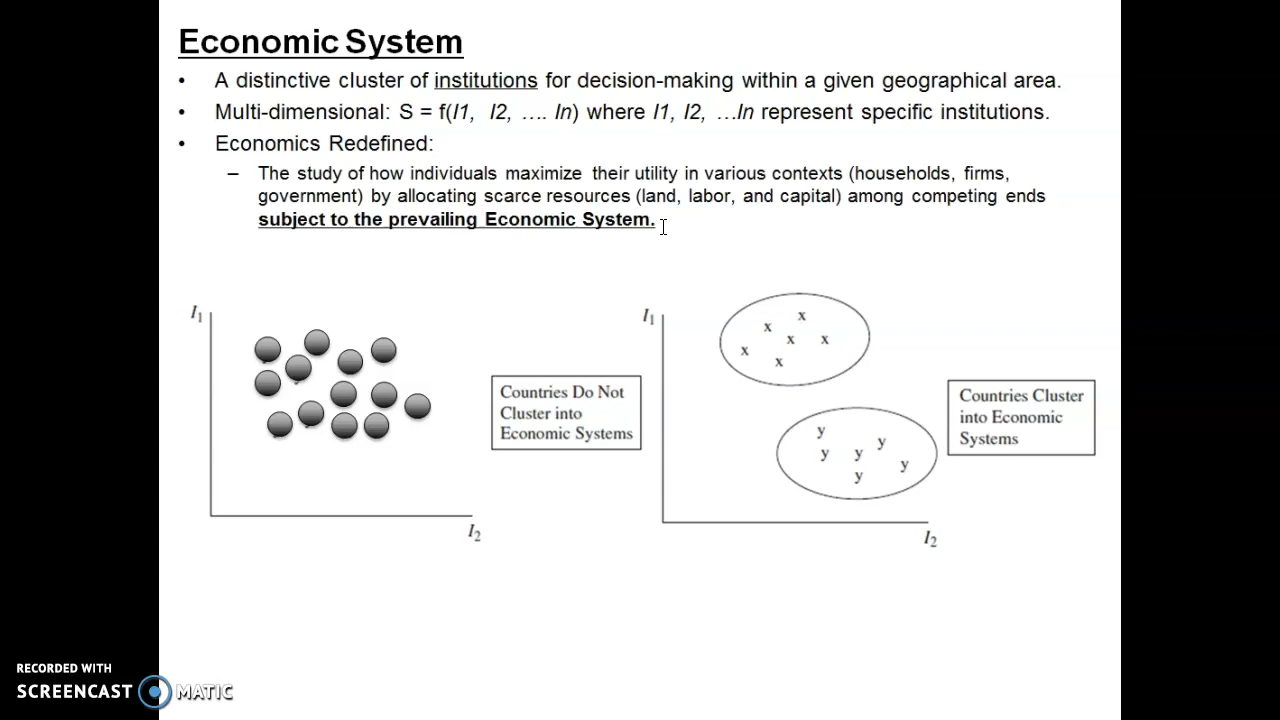 Economic System
• A distinctive cluster of institutions for decision-making within a given geographical area.
• Multi-dimensional: S = f(I1, I2, …. In) where I1, I2, …In represent specific institutions.
• Economics Redefined:
– The study of how individuals maximize their utility in various contexts (households, firms,
government) by allocating scarce resources (land, labor, and capital) among competing ends
subject to the prevailing Economic System.
I1
I2
Countries Do Not
Cluster into
Economic Systems
I1
x
x
x x
x
x
y
y
y y
y
y
I2
Countries Cluster
into Economic
Systems
RECORDED WITH
SCREENCAST MATIC